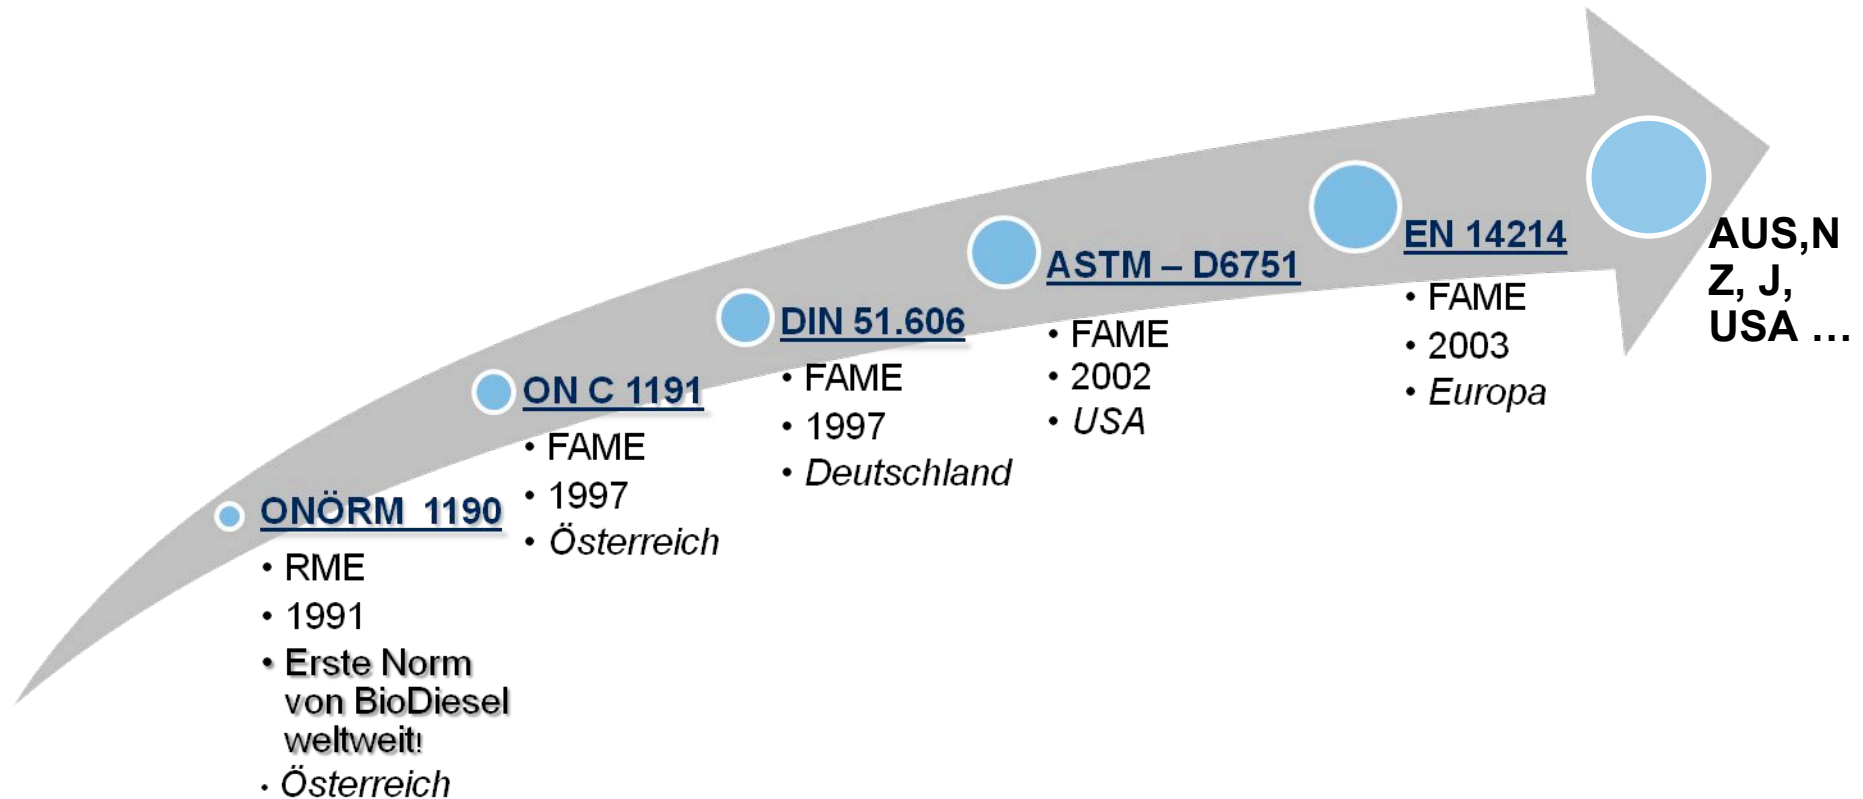 ONÖRM 1190
• RME
• 1991
• Erste Norm
von BioDiesel
weltweit!
• Österreich
ON C 1191
• FAME
• 1997
• Österreich
DIN 51.606
• FAME
• 1997
• Deutschland
ASTM – D6751
• FAME
• 2002
• USA
EN 14214
• FAME
• 2003
• Europa
AUS,N
Z, J,
USA …